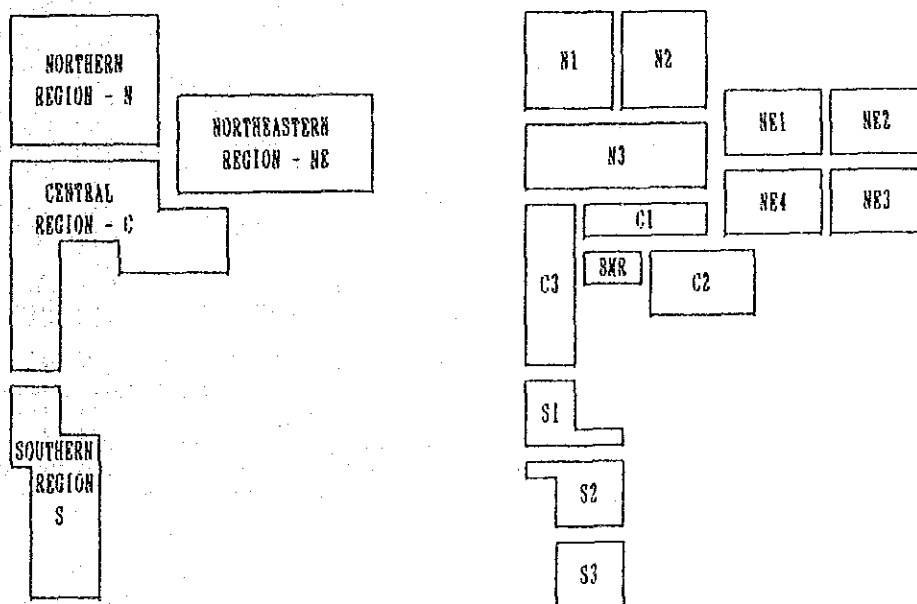 NORTHERN
REGION - N
NORTHEASTERN
REGION - NE
CENTRAL
REGION - C
SOUTHERN
REGION
S
N1
N2
N3
NE1
NE2
NE4
NE3
C1
BMR
C3
C2
S1
S2
S3